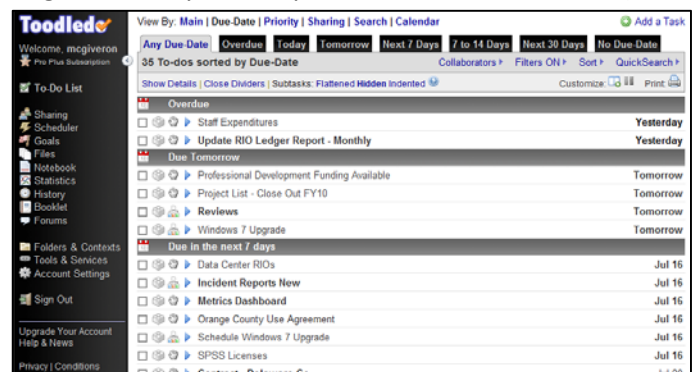 Toodledo
Welcome, mcgiveron
Pro Plus Subscription
To-Do List
Sharing
Scheduler
Goals
Files
Notebook
Statistics
History
Booklet
Forums
Folders & Contexts
Tools & Services
Account Settings
Sign Out
Upgrade Your Account
Help & News
Privacy | Conditions
View By: Main | Due-Date | Priority | Sharing | Search | Calendar
Add a Task
Any Due-Date Overdue Today Tomorrow Next 7 Days 7 to 14 Days Next 30 Days No Due-Date
35 To-dos sorted by Due-Date Collaborators Filters ON Sort QuickSearch
Show Details | Close Dividers | Subtasks: Flattened Hidden Indented Customize: Print:
Overdue
Staff Expenditures Yesterday
Update RIO Ledger Report - Monthly Yesterday
Due Tomorrow
Professional Development Funding Available Tomorrow
Project List - Close Out FY10 Tomorrow
Reviews Tomorrow
Windows 7 Upgrade Tomorrow
Due in the next 7 days
Data Center RIOs Jul 16
Incident Reports New Jul 16
Metrics Dashboard Jul 16
Orange County Use Agreement Jul 16
Schedule Windows 7 Upgrade Jul 16
SPSS Licenses Jul 16